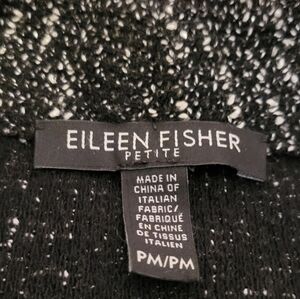 EILEEN FISHER
PETITE
MADE IN
CHINA OF
ITALIAN
FABRIC/
FABRIQUÉ
EN CHINE
DE TISSUS
ITALIEN
PM/PM